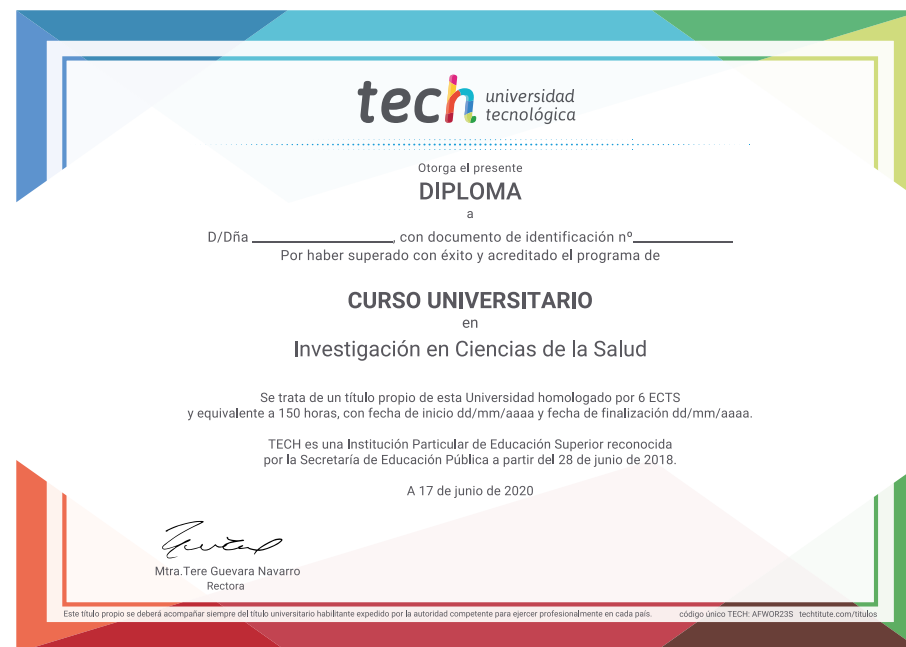 tech universidad
tecnológica
Otorga el presente
DIPLOMA
a
D/Dña ____________________, con documento de identificación nº______________
Por haber superado con éxito y acreditado el programa de
CURSO UNIVERSITARIO
en
Investigación en Ciencias de la Salud
Se trata de un título propio de esta Universidad homologado por 6 ECTS
y equivalente a 150 horas, con fecha de inicio dd/mm/aaaa y fecha de finalización dd/mm/aaaa.
TECH es una Institución Particular de Educación Superior reconocida
por la Secretaría de Educación Pública a partir del 28 de junio de 2018.
A 17 de junio de 2020
Mtra.Tere Guevara Navarro
Rectora
Este título propio se deberá acompañar siempre del título universitario habilitante expedido por la autoridad competente para ejercer profesionalmente en cada país. código único TECH: AFWOR23S techtitute.com/titulos